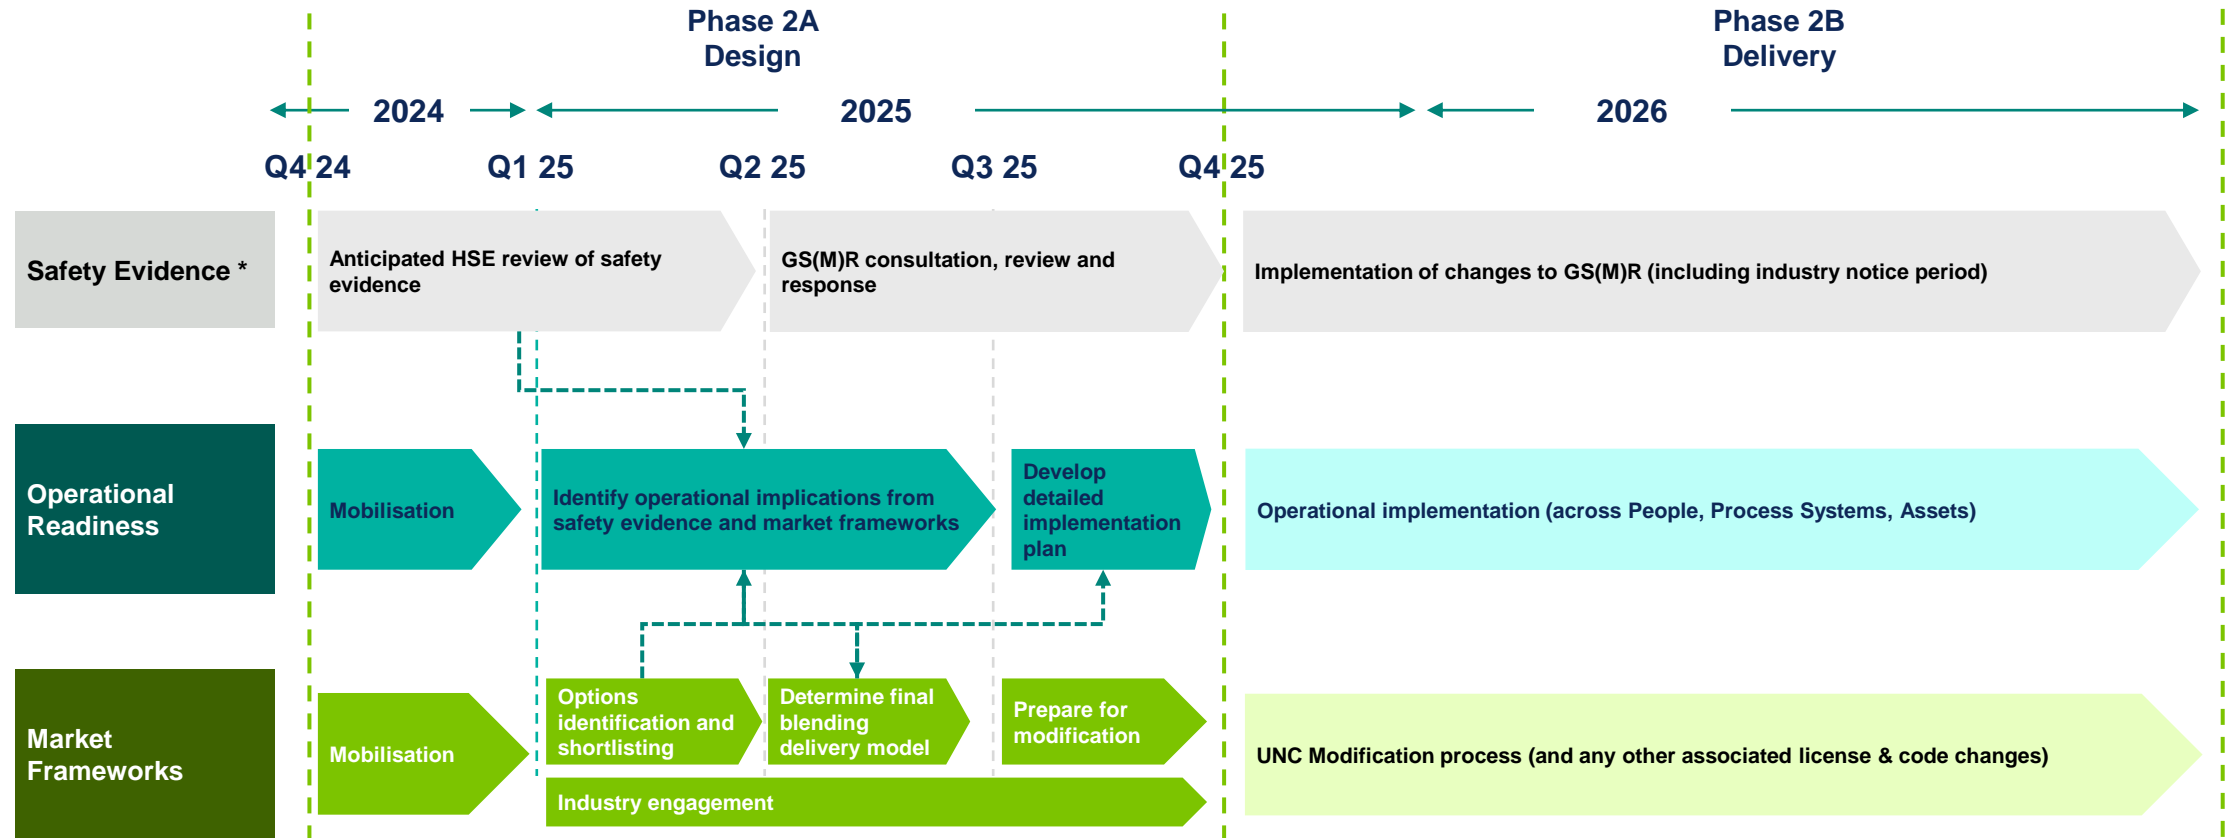 Phase 2A
Design
Phase 2B
Delivery
2024
2025
2026
Q4 24
Q1 25
Q2 25
Q3 25
Q4 25
Safety Evidence *
Anticipated HSE review of safety
evidence
GS(M)R consultation, review and
response
Implementation of changes to GS(M)R (including industry notice period)
Operational
Readiness
Mobilisation
Identify operational implications from
safety evidence and market frameworks
Develop
detailed
implementation
plan
Operational implementation (across People, Process Systems, Assets)
Market
Frameworks
Mobilisation
Options
identification and
shortlisting
Determine final
blending
delivery model
Prepare for
modification
Industry engagement
UNC Modification process (and any other associated license & code changes)